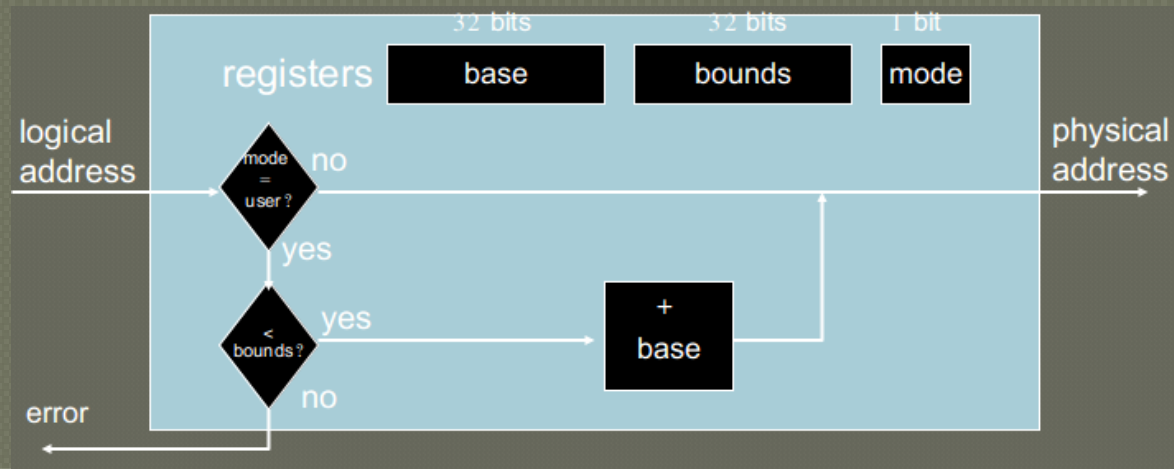 32 bits
32 bits
1 bit
registers
base
bounds
mode
logical
address
mode
=
user?
no
physical
address
yes
<
bounds?
yes
+
base
no
error